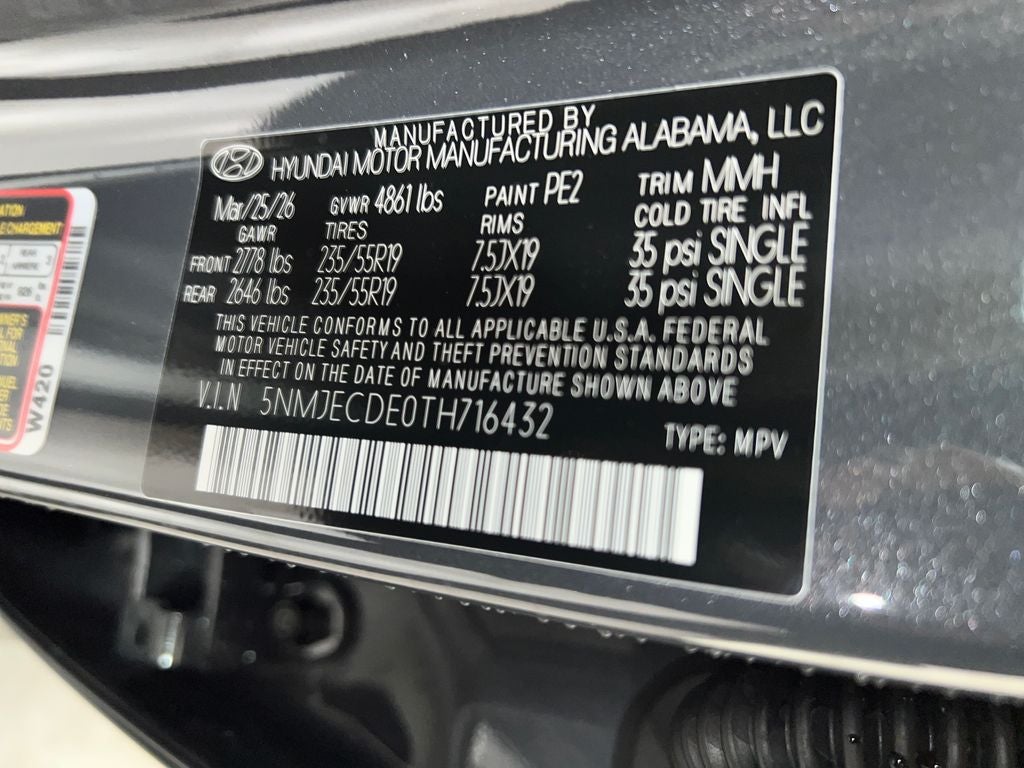 MANUFACTURED BY
HYUNDAI MOTOR MANUFACTURING ALABAMA, LLC
Mar/25/26 GVWR 4861 lbs PAINT PE2 TRIM MMH
GAWR TIRES RIMS COLD TIRE INFL
FRONT 2778 lbs 235/55R19 7.5JX19 35 psi SINGLE
REAR 2646 lbs 235/55R19 7.5JX19 35 psi SINGLE
THIS VEHICLE CONFORMS TO ALL APPLICABLE U.S.A. FEDERAL
MOTOR VEHICLE SAFETY AND THEFT PREVENTION STANDARDS
IN EFFECT ON THE DATE OF MANUFACTURE SHOWN ABOVE
V.I.N 5NMJECDE0TH716432
TYPE: MPV
W420